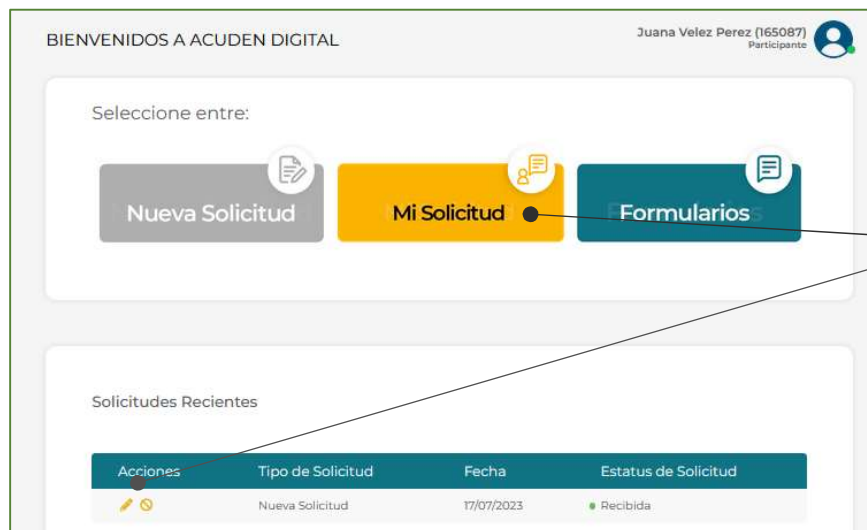 BIENVENIDOS A ACUDEN DIGITAL
Juana Velez Perez (165087)
Participante
Seleccione entre:
Nueva Solicitud
Mi Solicitud
Formularios
Solicitudes Recientes
Acciones Tipo de Solicitud Fecha Estatus de Solicitud
Nueva Solicitud 17/07/2023 Recibida